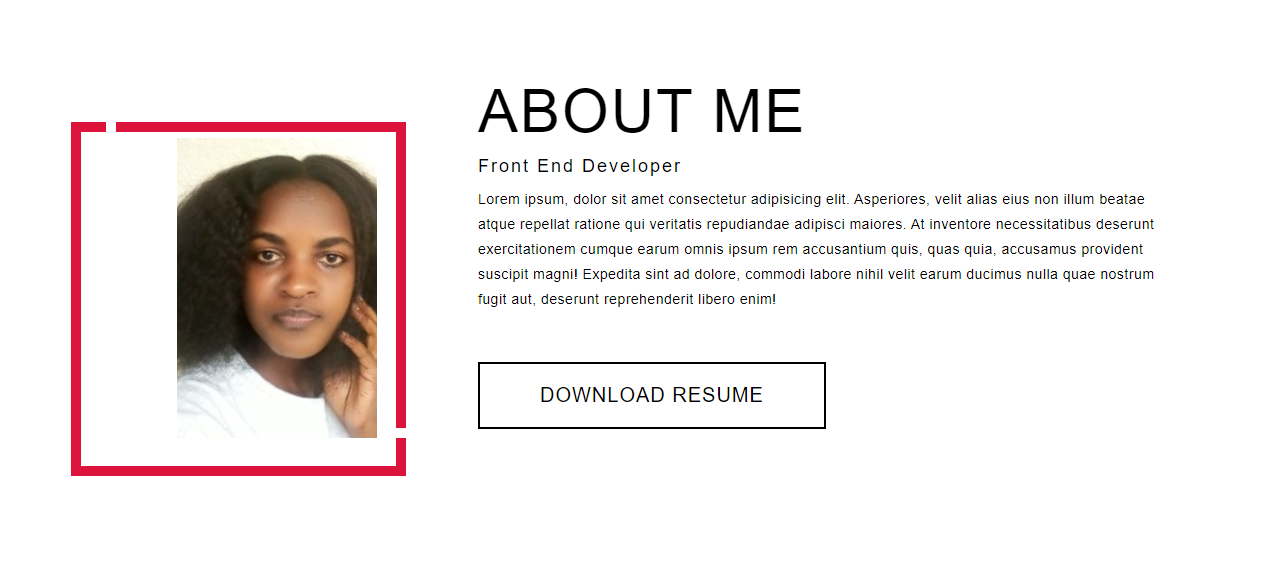 ABOUT ME
Front End Developer
Lorem ipsum, dolor sit amet consectetur adipisicing elit. Asperiores, velit alias eius non illum beatae
atque repellat ratione qui veritatis repudiandae adipisci maiores. At inventore necessitatibus deserunt
exercitationem cumque earum omnis ipsum rem accusantium quis, quas quia, accusamus provident
suscipit magni! Expedita sint ad dolore, commodi labore nihil velit earum ducimus nulla quae nostrum
fugit aut, deserunt reprehenderit libero enim!
DOWNLOAD RESUME